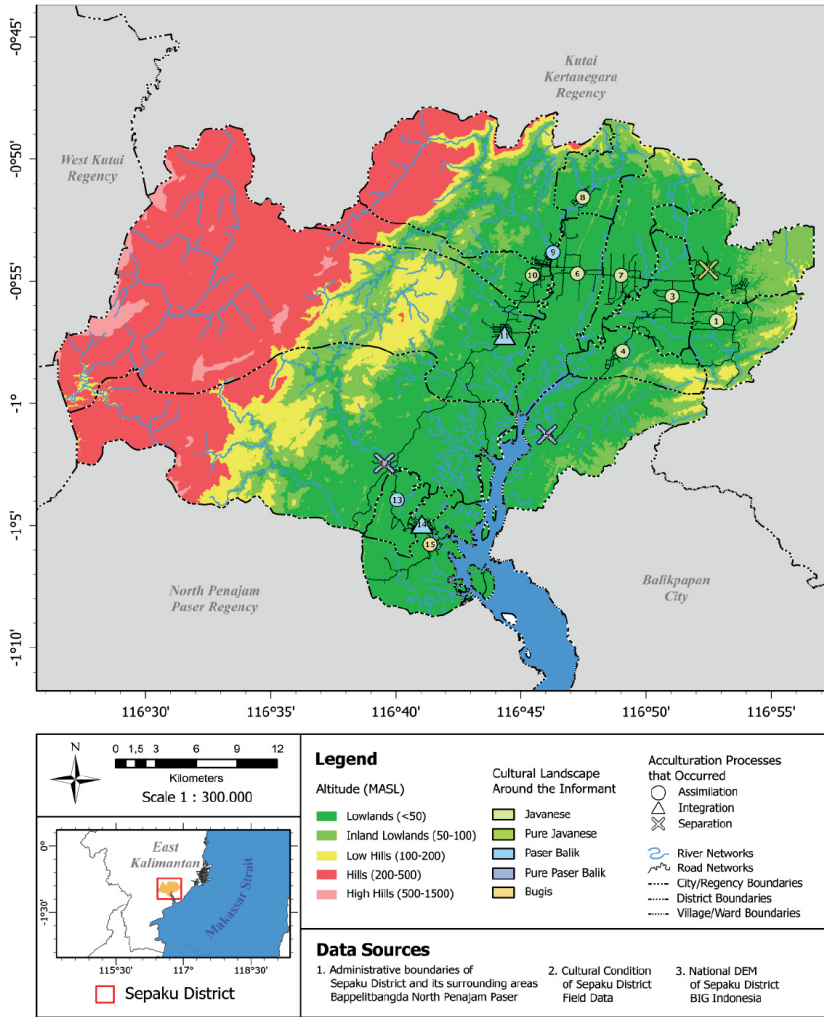 -0°45'
-0°50'
-0°55'
-1°
-1°5'
-1°10'
Kutai
Kertanegara
Regency
West Kutai
Regency
8
9
10
6
7
3
1
4
13
14
15
North Penajam
Paser Regency
Balikpapan
City
116°30' 116°35' 116°40' 116°45' 116°50' 116°55'
N
0 1,5 3 6 9 12
Kilometers
Scale 1 : 300.000
East
Kalimantan
Makassar Strait
0°
-1°30'
115°30' 117° 118°30'
Sepaku District
Legend
Altitude (MASL)
Lowlands (<50)
Inland Lowlands (50-100)
Low Hills (100-200)
Hills (200-500)
High Hills (500-1500)
Cultural Landscape
Around the Informant
Javanese
Pure Javanese
Paser Balik
Pure Paser Balik
Bugis
Acculturation Processes
that Occurred
Assimilation
Integration
Separation
River Networks
Road Networks
City/Regency Boundaries
District Boundaries
Village/Ward Boundaries
Data Sources
1. Administrative boundaries of
Sepaku District and its surrounding areas
Bappelitbangda North Penajam Paser
2. Cultural Condition
of Sepaku District
Field Data
3. National DEM
of Sepaku District
BIG Indonesia